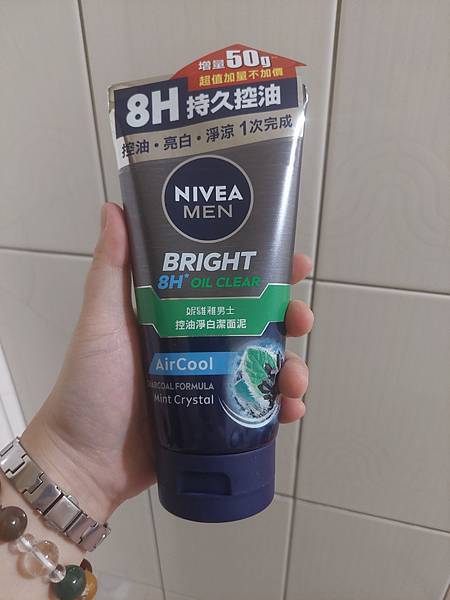 增量50g
超值加量不加價
8H 持久控油
控油・亮白・淨涼 1次完成
NIVEA
MEN
BRIGHT
8H* OIL CLEAR
妮維雅男士
控油淨白潔面泥
AirCool
CHARCOAL FORMULA
Mint Crystal